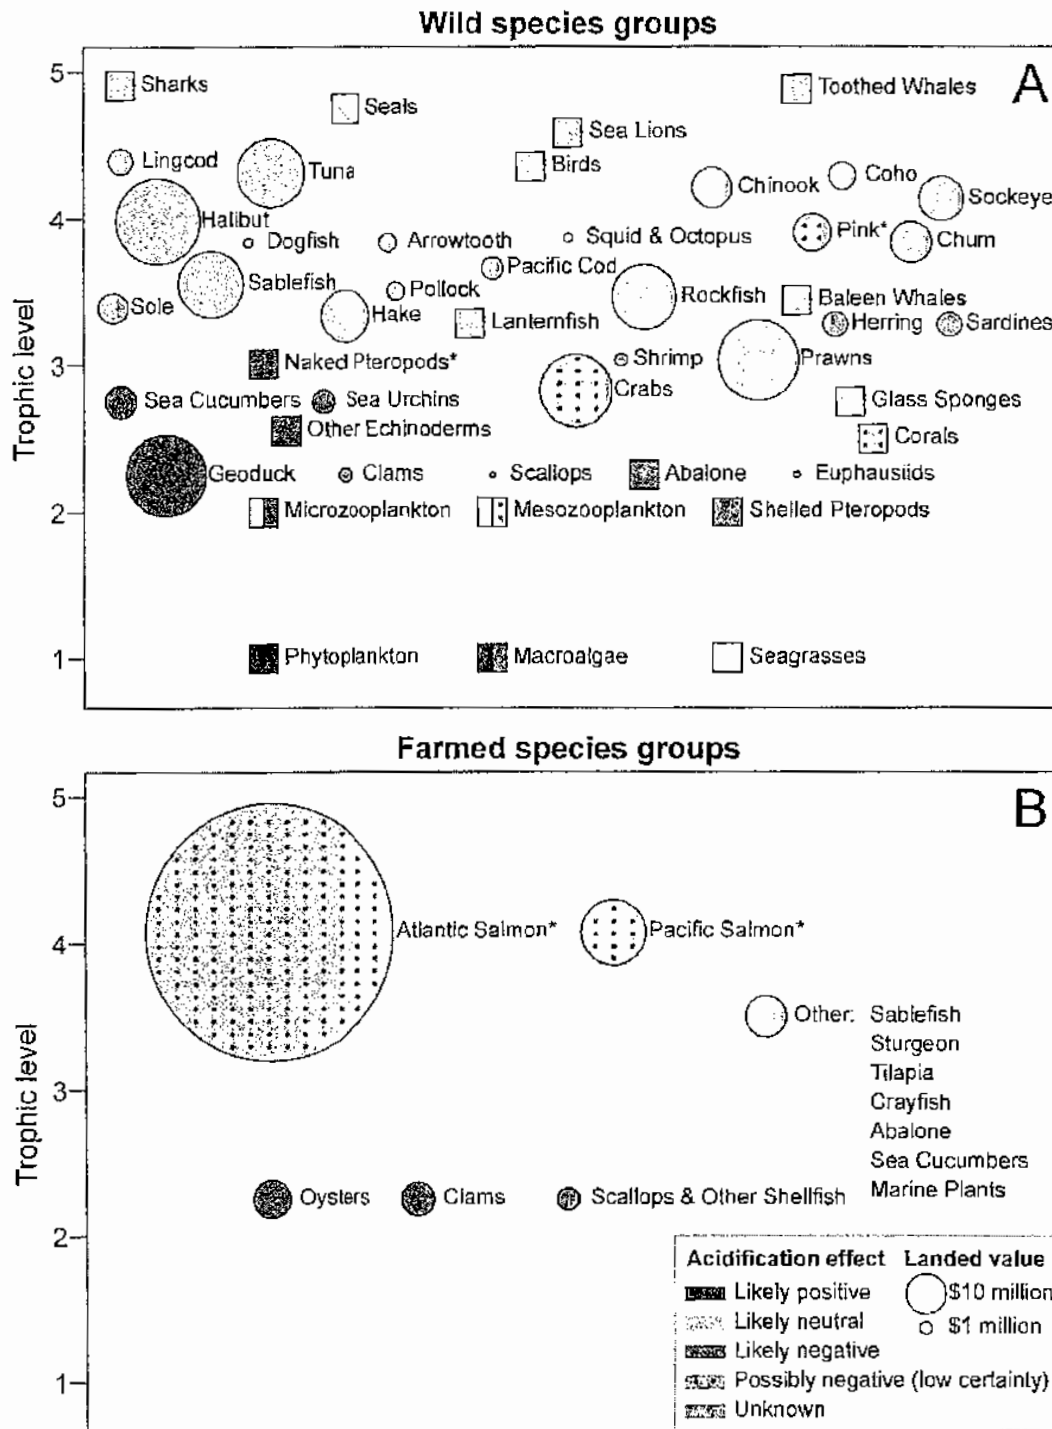 Wild species groups
A
5
Sharks
Toothed Whales
Seals
Sea Lions
Lingcod
Tuna
Birds
Chinook
Coho
Sockeye
4
Halibut
Dogfish
Arrowtooth
Squid & Octopus
Pink*
Chum
Sablefish
Pollock
Pacific Cod
Rockfish
Baleen Whales
Sole
Hake
Lanternfish
Herring
Sardines
3
Naked Pteropods*
Shrimp
Prawns
Crabs
Sea Cucumbers
Sea Urchins
Glass Sponges
Other Echinoderms
Corals
Geoduck
Clams
Scallops
Abalone
Euphausiids
2
Microzooplankton
Mesozooplankton
Shelled Pteropods
1
Phytoplankton
Macroalgae
Seagrasses
Trophic level
Farmed species groups
B
5
4
Atlantic Salmon*
Pacific Salmon*
Other: Sablefish
Sturgeon
Tilapia
Crayfish
Abalone
Sea Cucumbers
Marine Plants
3
Oysters
Clams
Scallops & Other Shellfish
2
1
Trophic level
Acidification effect
Likely positive
Likely neutral
Likely negative
Possibly negative (low certainty)
Unknown
Landed value
$10 million
$1 million